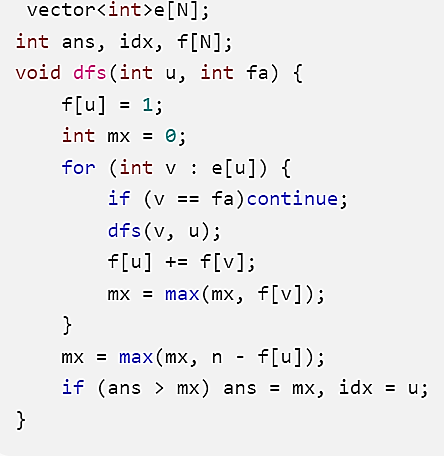 vector<int>e[N];
int ans, idx, f[N];
void dfs(int u, int fa) {
    f[u] = 1;
    int mx = 0;
    for (int v : e[u]) {
        if (v == fa)continue;
        dfs(v, u);
        f[u] += f[v];
        mx = max(mx, f[v]);
    }
    mx = max(mx, n - f[u]);
    if (ans > mx) ans = mx, idx = u;
}